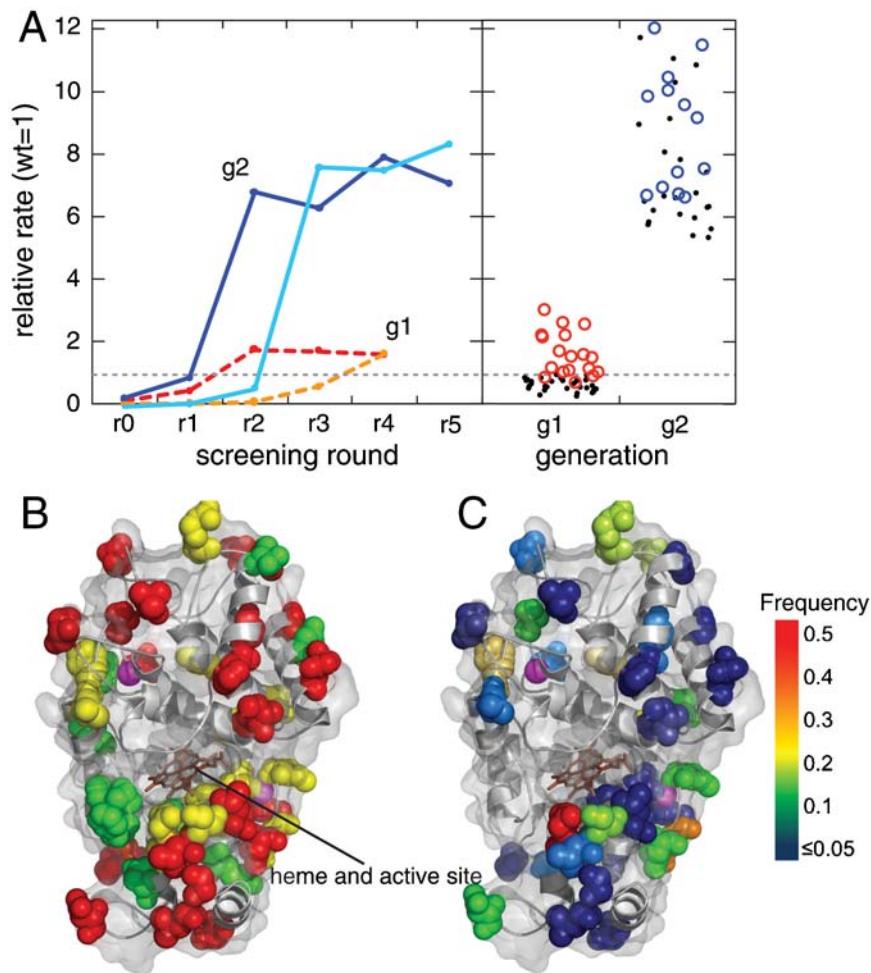 A
relative rate (wt=1)
12
10
8
6
4
2
0
g2
g1
r0 r1 r2 r3 r4 r5
screening round
g1 g2
generation
B
C
heme and active site
Frequency
0.5
0.4
0.3
0.2
0.1
≤0.05